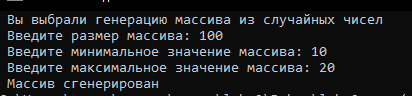 Вы выбрали генерацию массива из случайных чисел
Введите размер массива: 100
Введите минимальное значение массива: 10
Введите максимальное значение массива: 20
Массив сгенерирован